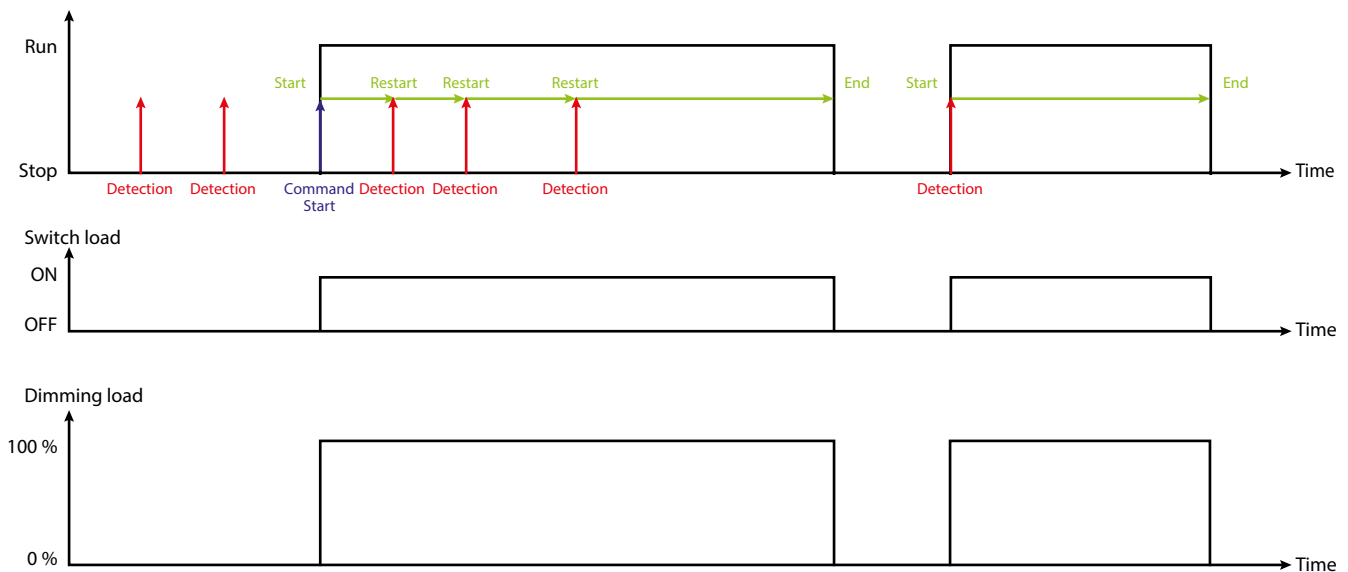 Run
Start Restart Restart Restart End Start End
Stop
Time
Detection Detection Command Detection Detection Detection Detection
Start
Switch load
ON
OFF
Time
Dimming load
100 %
0 %
Time